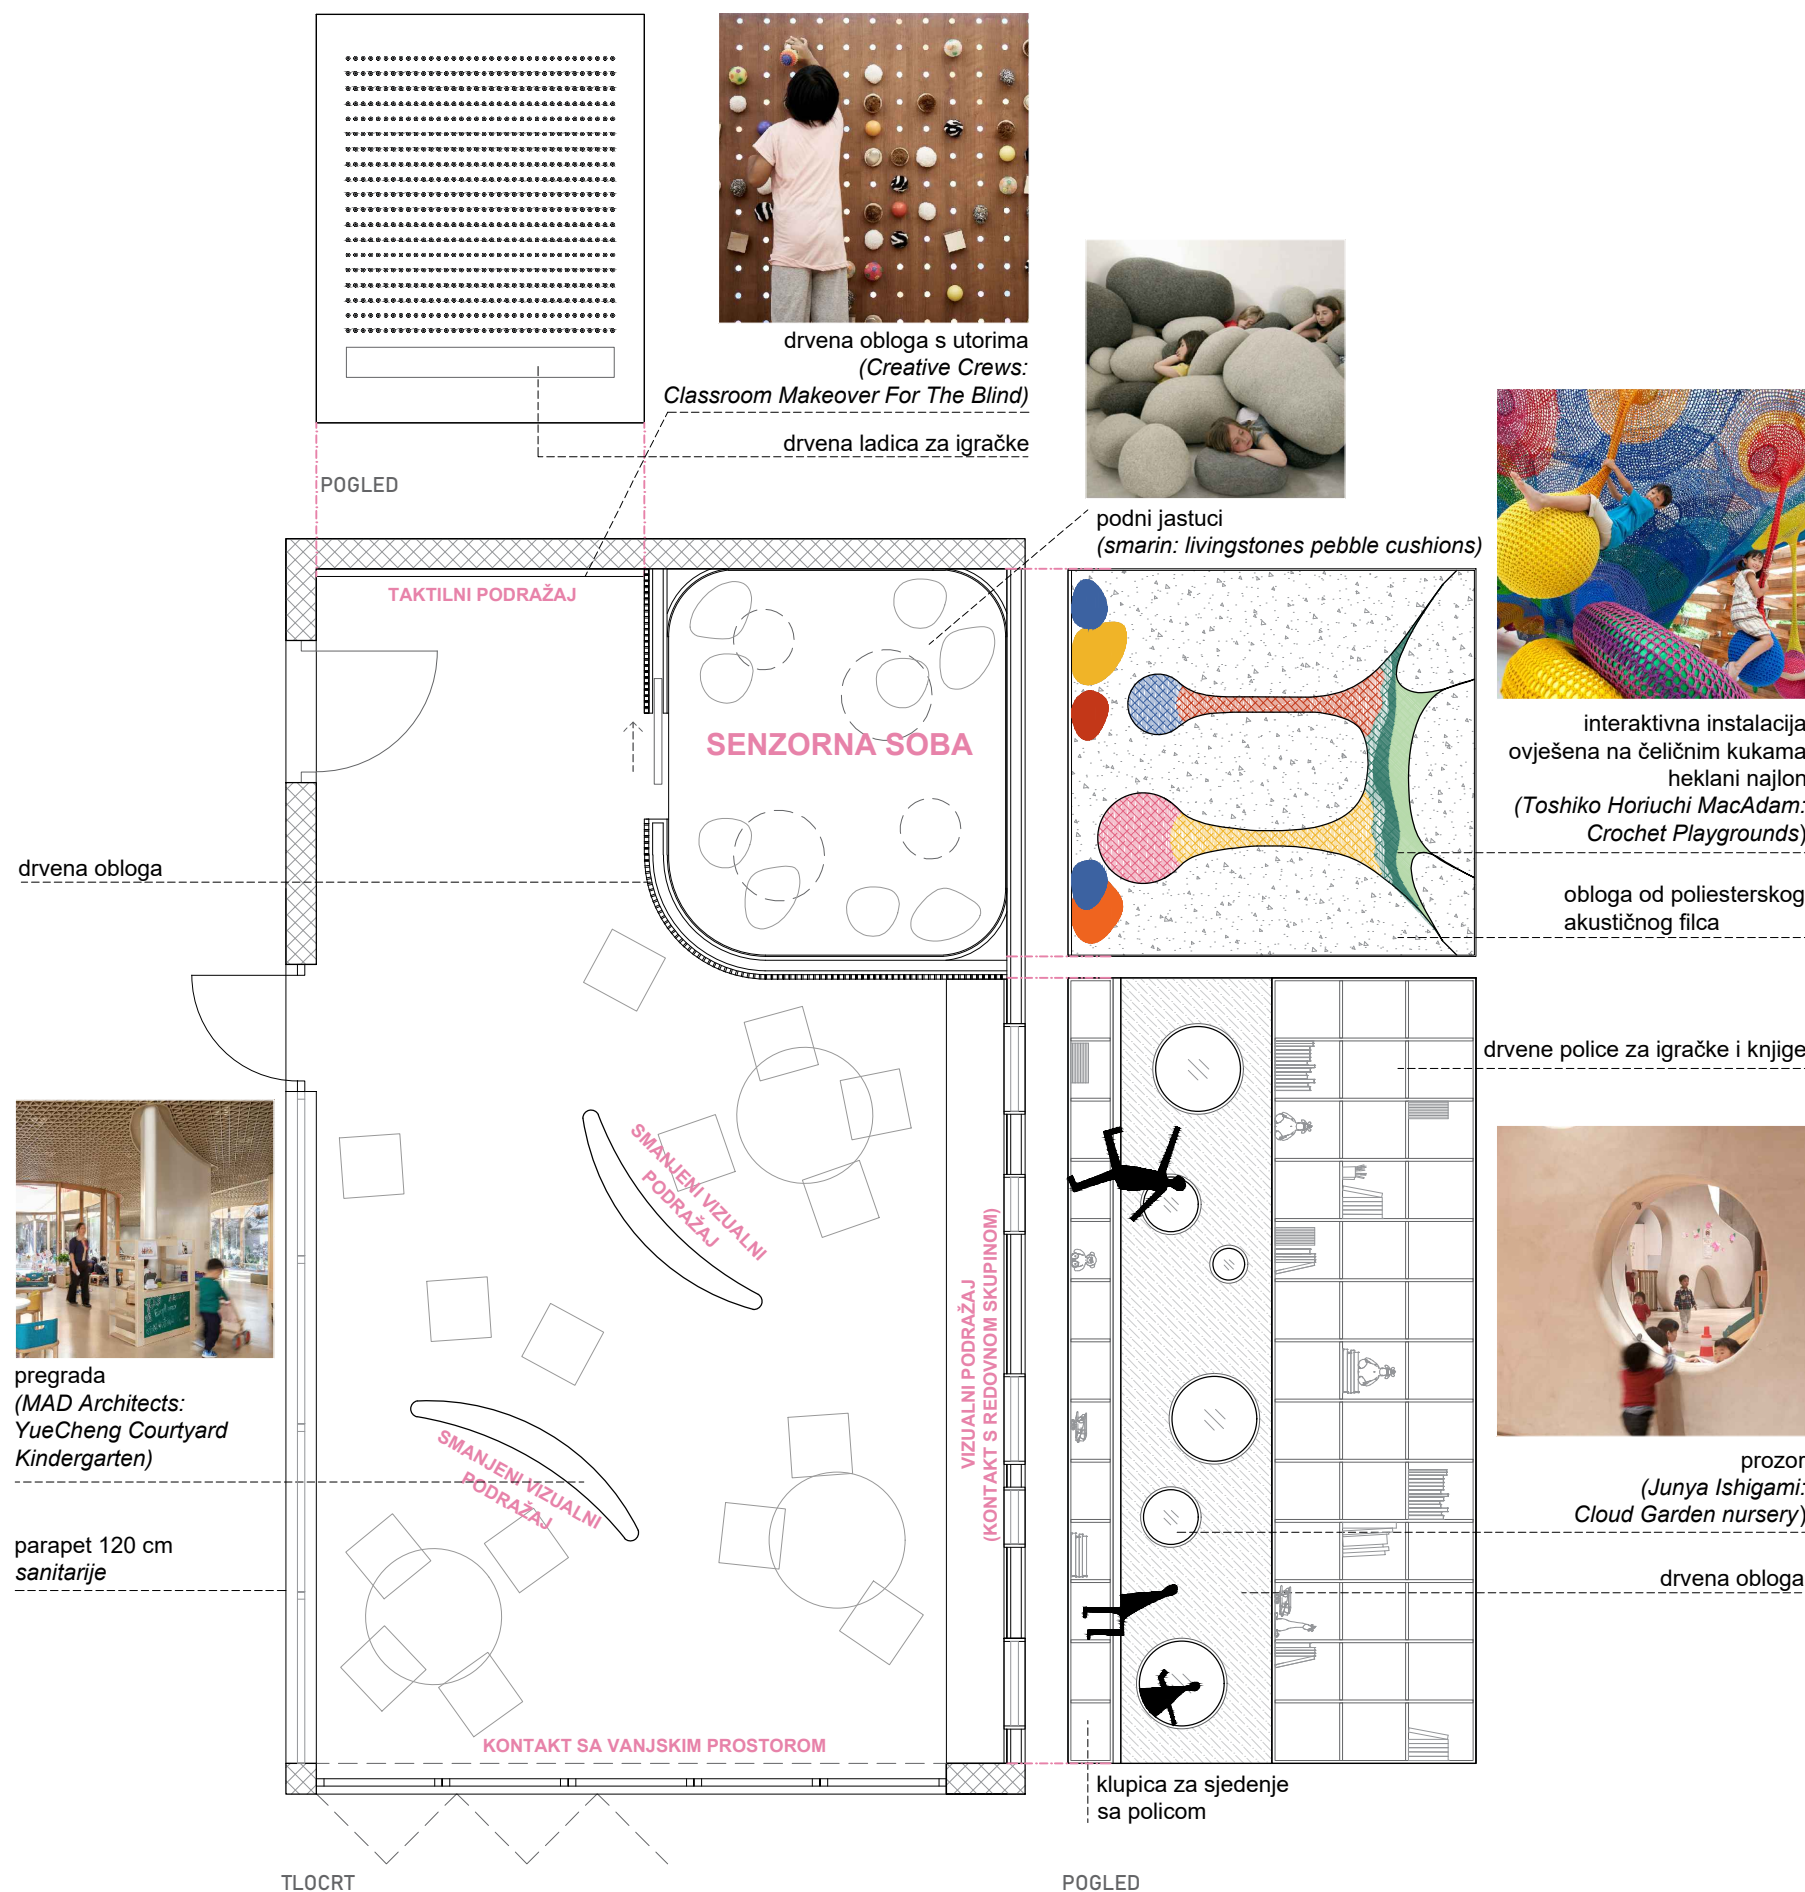 drvena obloga s utorima
(Creative Crews:
Classroom Makeover For The Blind)
drvena ladica za igračke
POGLED
podni jastuci
(smarin: livingstones pebble cushions)
TAKTILNI PODRAŽAJ
SENZORNA SOBA
interaktivna instalacija
ovješena na čeličnim kukama
heklani najlon
(Toshiko Horiuchi MacAdam:
Crochet Playgrounds)
drvena obloga
obloga od poliesterskog
akustičnog filca
drvene police za igračke i knjige
SMANJENI VIZUALNI
PODRAŽAJ
VIZUALNI PODRAŽAJ
(KONTAKT S REDOVNOM SKUPINOM)
pregrada
(MAD Architects:
YueCheng Courtyard
Kindergarten)
SMANJENI VIZUALNI
PODRAŽAJ
prozor
(Junya Ishigami:
Cloud Garden nursery)
parapet 120 cm
sanitarije
drvena obloga
KONTAKT SA VANJSKIM PROSTOROM
klupica za sjedenje
sa policom
TLOCRT
POGLED